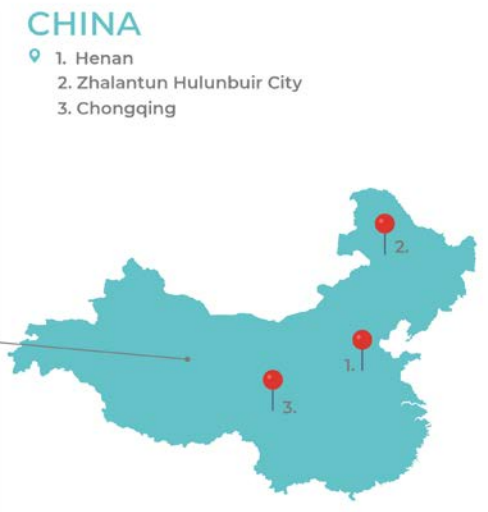 CHINA
1. Henan
2. Zhalantun Hulunbuir City
3. Chongqing
2.
1.
3.